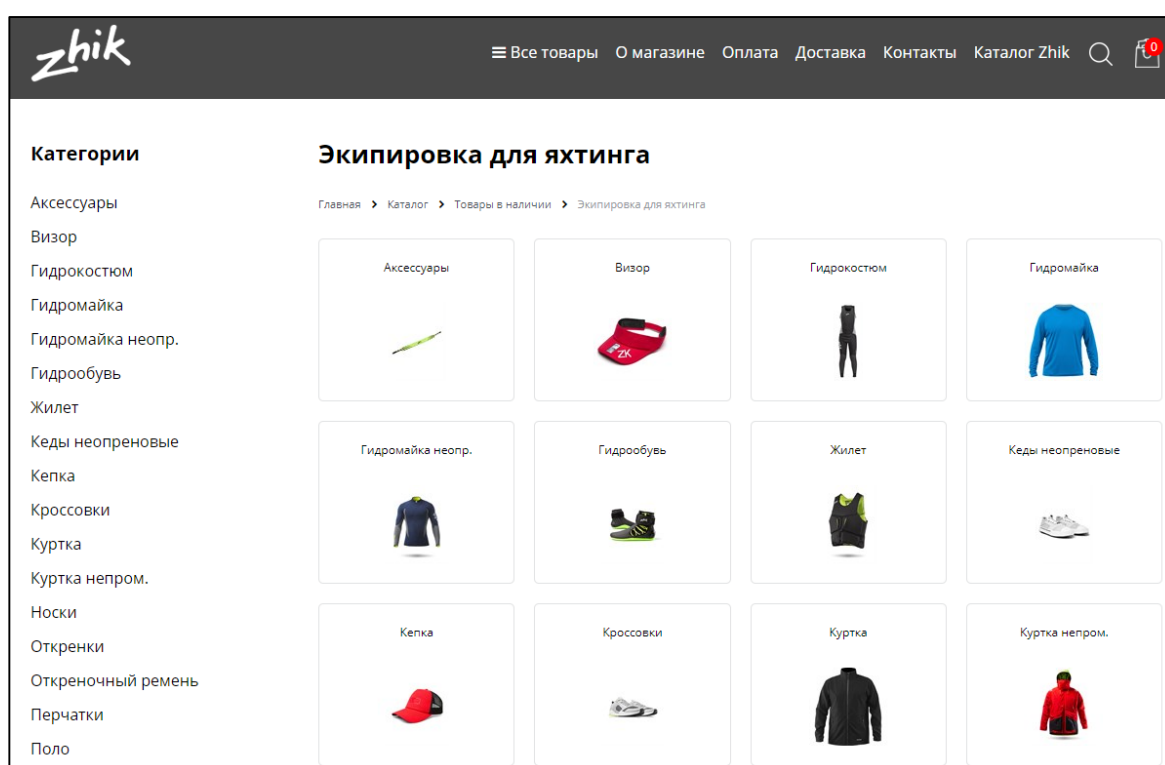 zhik
Все товары О магазине Оплата Доставка Контакты Каталог Zhik 0
Категории
Аксессуары
Визор
Гидрокостюм
Гидромайка
Гидромайка неопр.
Гидрообувь
Жилет
Кеды неопреновые
Кепка
Кроссовки
Куртка
Куртка непром.
Носки
Откренки
Откреночный ремень
Перчатки
Поло
Экипировка для яхтинга
Главная > Каталог > Товары в наличии > Экипировка для яхтинга
Аксессуары Визор Гидрокостюм Гидромайка
ZK
Гидромайка неопр. Гидрообувь Жилет Кеды неопреновые
Кепка Кроссовки Куртка Куртка непром.